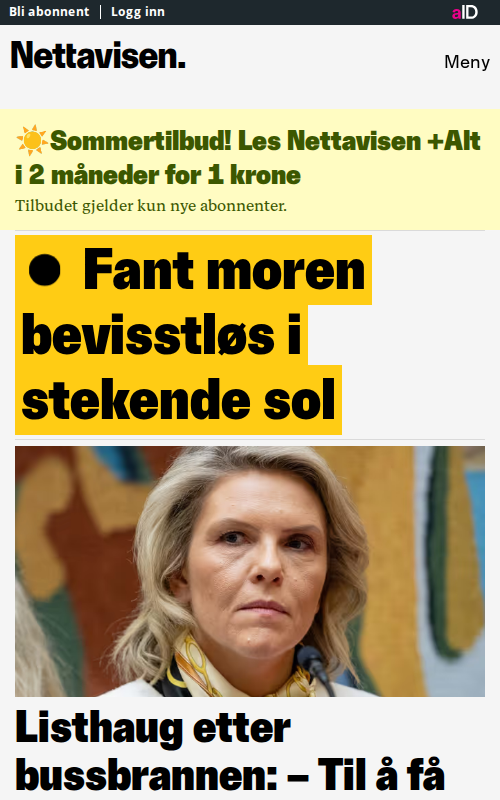 Bli abonnent | Logg inn
aID
Nettavisen.
Meny
☀️Sommertilbud! Les Nettavisen +Alt
i 2 måneder for 1 krone
Tilbudet gjelder kun nye abonnenter.
● Fant moren
bevisstløs i
stekende sol
Listhaug etter
bussbrannen: – Til å få